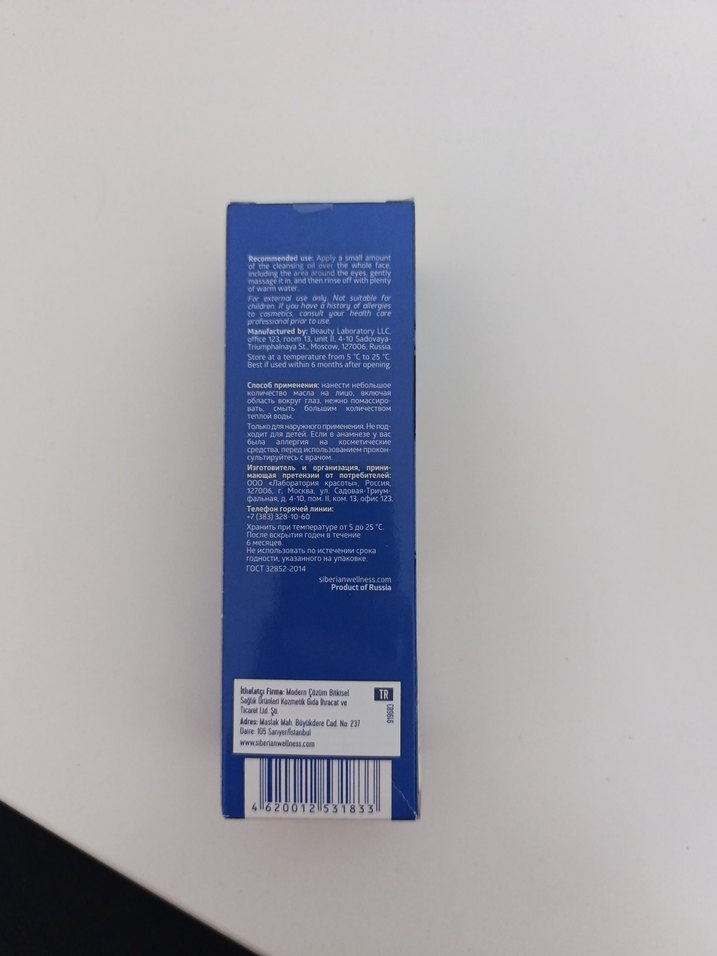 Recommended use: Apply a small amount
of the cleansing oil over the whole face,
including the area around the eyes, gently
massage it in, and then rinse off with plenty
of warm water.
For external use only. Not suitable for
children. If you have a history of allergies
to cosmetics, consult your health care
professional prior to use.
Manufactured by: Beauty Laboratory LLC,
office 123, room 13, unit II, 4-10 Sadovaya-
Triumphalnaya St., Moscow, 127006, Russia.
Store at a temperature from 5 °C to 25 °C.
Best if used within 6 months after opening.
Способ применения: нанести небольшое
количество масла на лицо, включая
область вокруг глаз, нежно помассиро-
вать, смыть большим количеством
теплой воды.
Только для наружного применения. Не под-
ходит для детей. Если в анамнезе у вас
была аллергия на косметические
средства, перед использованием прокон-
сультируйтесь с врачом.
Изготовитель и организация, прини-
мающая претензии от потребителей:
ООО «Лаборатория красоты», Россия,
127006, г. Москва, ул. Садовая-Триум-
фальная, д. 4-10, пом. II, ком. 13, офис 123.
Телефон горячей линии:
+7 (383) 328-10-60
Хранить при температуре от 5 до 25 °C.
После вскрытия годен в течение
6 месяцев.
Не использовать по истечении срока
годности, указанного на упаковке.
ГОСТ 32852-2014
siberianwellness.com
Product of Russia
İthalatçı Firma: Modern Çözüm Bitkisel
Sağlık Ürünleri Kozmetik Gıda İhracat ve
Ticaret Ltd. Şti.
Adres: Maslak Mah. Büyükdere Cad. No: 237
Daire: 105 Sarıyer/İstanbul
www.siberianwellness.com
TR
4 620012 531833